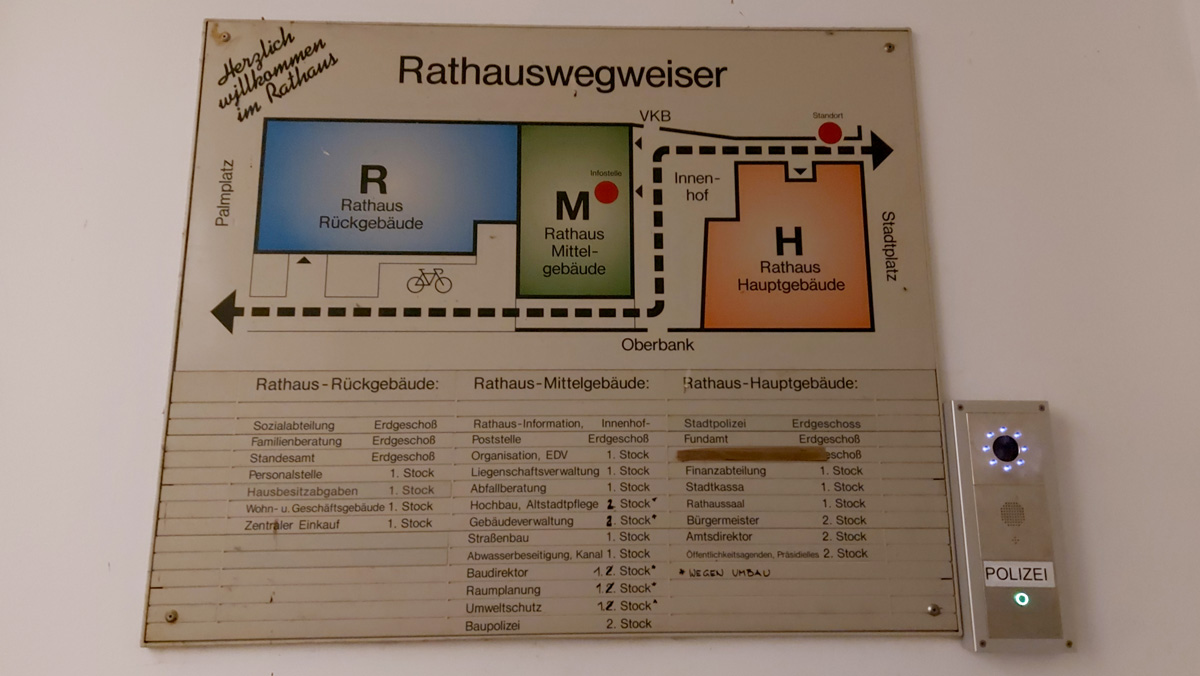 Herzlich
willkommen
im Rathaus
Rathauswegweiser
VKB
Standort
Palmplatz
R
Rathaus
Rückgebäude
Infostelle
M
Rathaus
Mittel-
gebäude
Innen-
hof
H
Rathaus
Hauptgebäude
Stadtplatz
Oberbank
Rathaus-Rückgebäude:
Sozialabteilung Erdgeschoß
Familienberatung Erdgeschoß
Standesamt Erdgeschoß
Personalstelle 1. Stock
Hausbesitzabgaben 1. Stock
Wohn- u. Geschäftsgebäude 1. Stock
Zentraler Einkauf 1. Stock
Rathaus-Mittelgebäude:
Rathaus-Information, Innenhof-
Poststelle Erdgeschoß
Organisation, EDV 1. Stock
Liegenschaftsverwaltung 1. Stock
Abfallberatung 1. Stock
Hochbau, Altstadtpflege 2. Stock*
Gebäudeverwaltung 2. Stock*
Straßenbau 1. Stock
Abwasserbeseitigung, Kanal 1. Stock
Baudirektor 1.2. Stock*
Raumplanung 1.2. Stock*
Umweltschutz 1.2. Stock*
Baupolizei 2. Stock
Rathaus-Hauptgebäude:
Stadtpolizei Erdgeschoss
Fundamt Erdgeschoß
eschoß
Finanzabteilung 1. Stock
Stadtkassa 1. Stock
Rathaussaal 1. Stock
Bürgermeister 2. Stock
Amtsdirektor 2. Stock
Öffentlichkeitsagenden, Präsidielles 2. Stock
* WEGEN UMBAU
POLIZEI